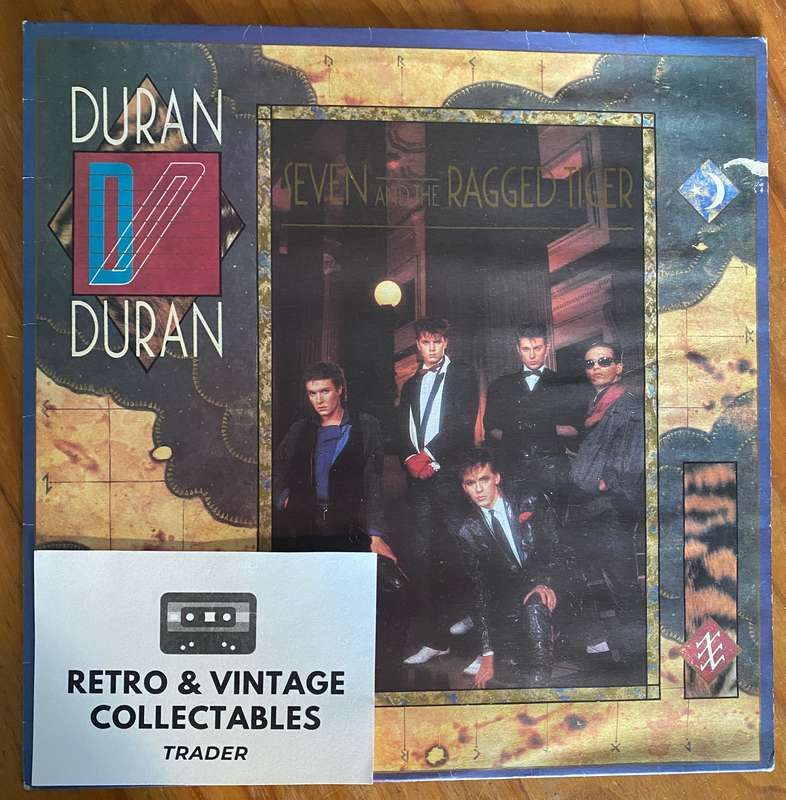 DURAN
DURAN
SEVEN AND THE RAGGED TIGER
RETRO & VINTAGE
COLLECTABLES
TRADER